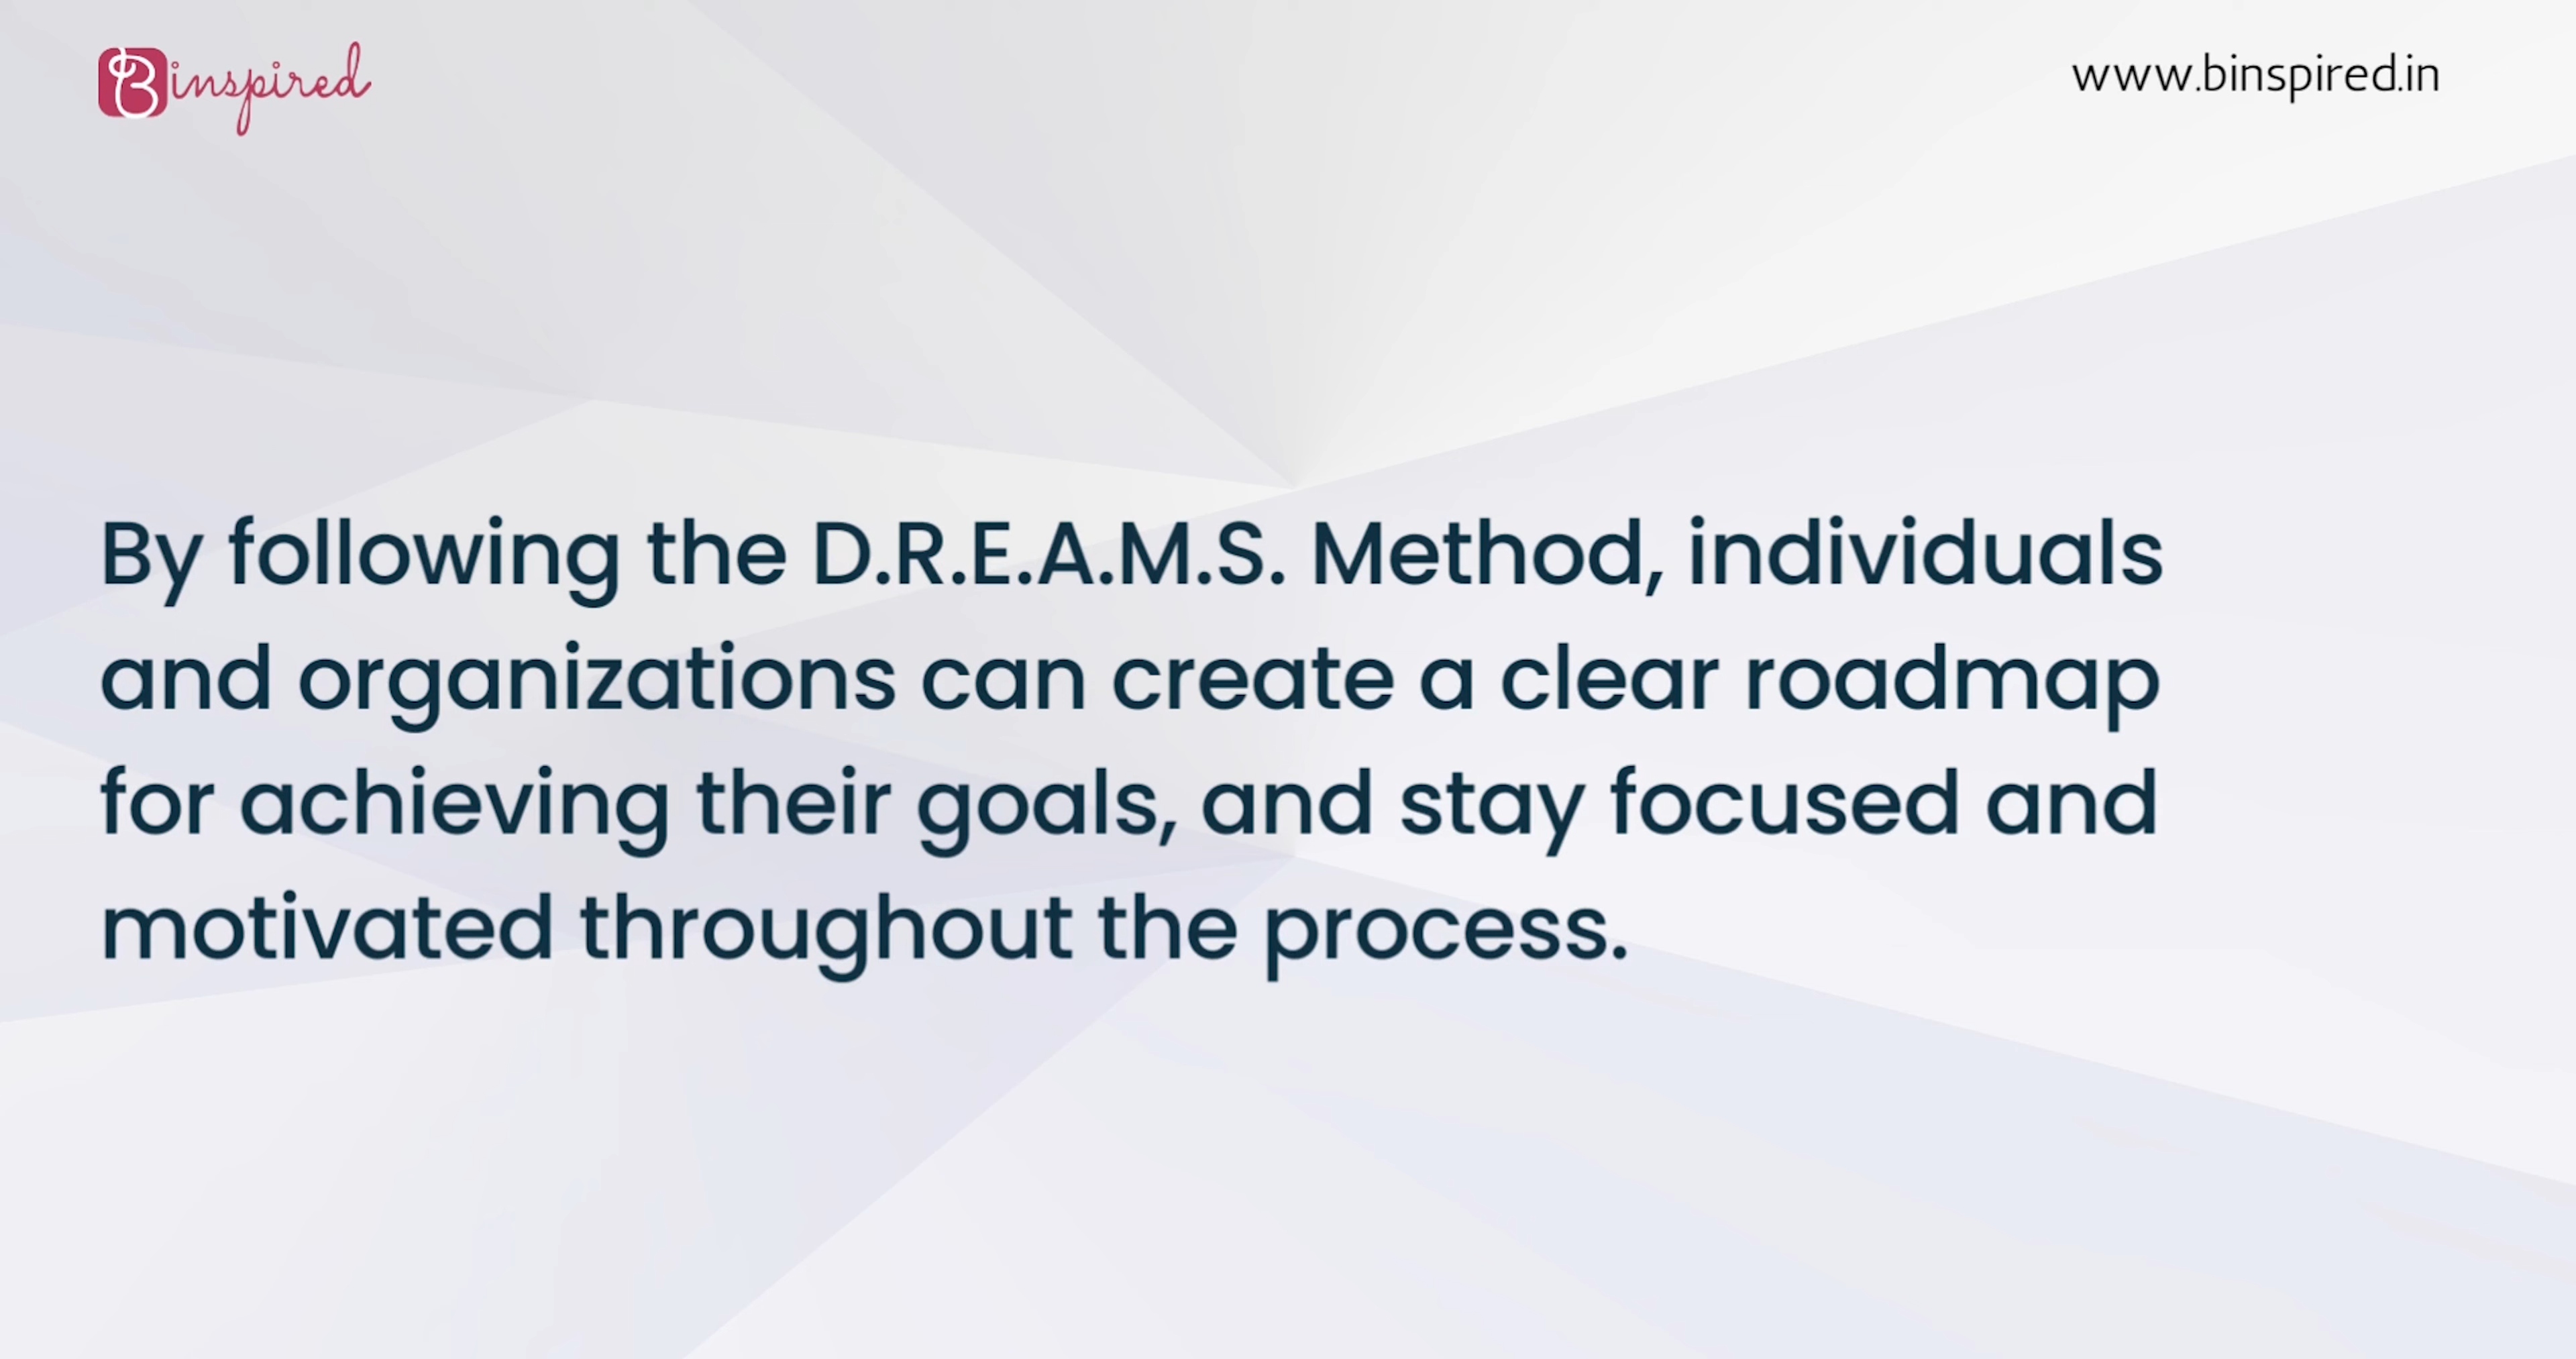 Binspired
www.binspired.in
By following the D.R.E.A.M.S. Method, individuals
and organizations can create a clear roadmap
for achieving their goals, and stay focused and
motivated throughout the process.